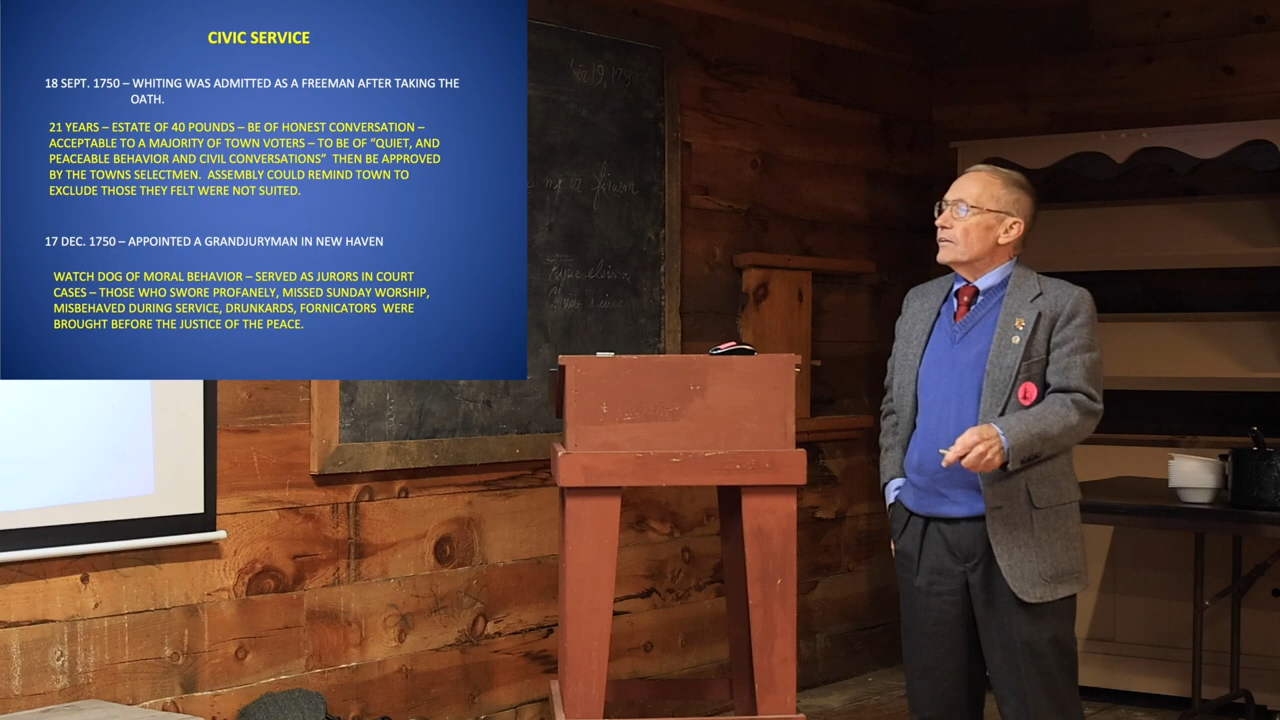 CIVIC SERVICE
18 SEPT. 1750 – WHITING WAS ADMITTED AS A FREEMAN AFTER TAKING THE
OATH.
21 YEARS – ESTATE OF 40 POUNDS – BE OF HONEST CONVERSATION –
ACCEPTABLE TO A MAJORITY OF TOWN VOTERS – TO BE OF “QUIET, AND
PEACEABLE BEHAVIOR AND CIVIL CONVERSATIONS”  THEN BE APPROVED
BY THE TOWNS SELECTMEN.  ASSEMBLY COULD REMIND TOWN TO
EXCLUDE THOSE THEY FELT WERE NOT SUITED.
17 DEC. 1750 – APPOINTED A GRANDJURYMAN IN NEW HAVEN
WATCH DOG OF MORAL BEHAVIOR – SERVED AS JURORS IN COURT
CASES – THOSE WHO SWORE PROFANELY, MISSED SUNDAY WORSHIP,
MISBEHAVED DURING SERVICE, DRUNKARDS, FORNICATORS  WERE
BROUGHT BEFORE THE JUSTICE OF THE PEACE.